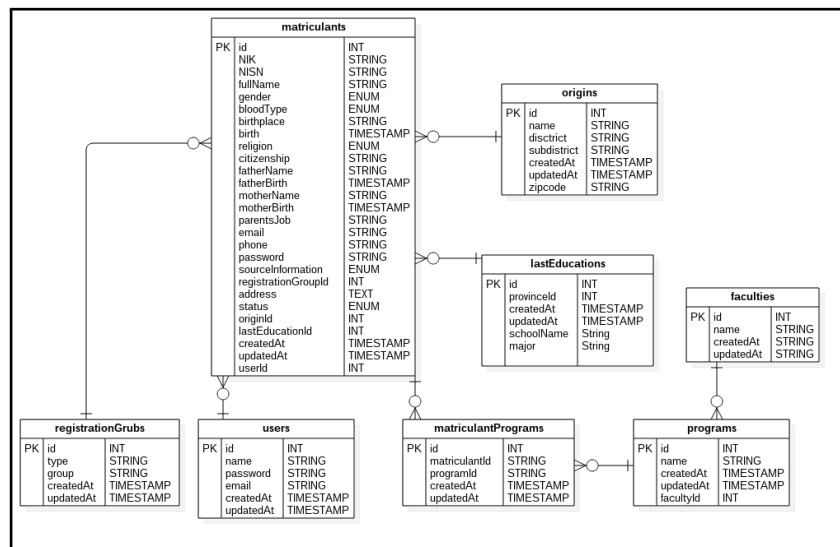 matriculants
PK id INT
NIK STRING
NISN STRING
fullName STRING
gender ENUM
bloodType ENUM
birthplace STRING
birth TIMESTAMP
religion ENUM
citizenship STRING
fatherName STRING
fatherBirth TIMESTAMP
motherName STRING
motherBirth TIMESTAMP
parentsJob STRING
email STRING
phone STRING
password STRING
sourceInformation ENUM
registrationGroupId INT
address TEXT
status ENUM
originId INT
lastEducationId INT
createdAt TIMESTAMP
updatedAt TIMESTAMP
userId INT
origins
PK id INT
name STRING
disctrict STRING
subdistrict STRING
createdAt TIMESTAMP
updatedAt TIMESTAMP
zipcode STRING
lastEducations
PK id INT
provinceId INT
createdAt TIMESTAMP
updatedAt TIMESTAMP
schoolName String
major String
faculties
PK id INT
name STRING
createdAt STRING
updatedAt STRING
registrationGrubs
PK id INT
type STRING
group STRING
createdAt TIMESTAMP
updatedAt TIMESTAMP
users
PK id INT
name STRING
password STRING
email STRING
createdAt TIMESTAMP
updatedAt TIMESTAMP
matriculantPrograms
PK id INT
matriculantId STRING
programId STRING
createdAt TIMESTAMP
updatedAt TIMESTAMP
programs
PK id INT
name STRING
createdAt TIMESTAMP
updatedAt TIMESTAMP
facultyId INT